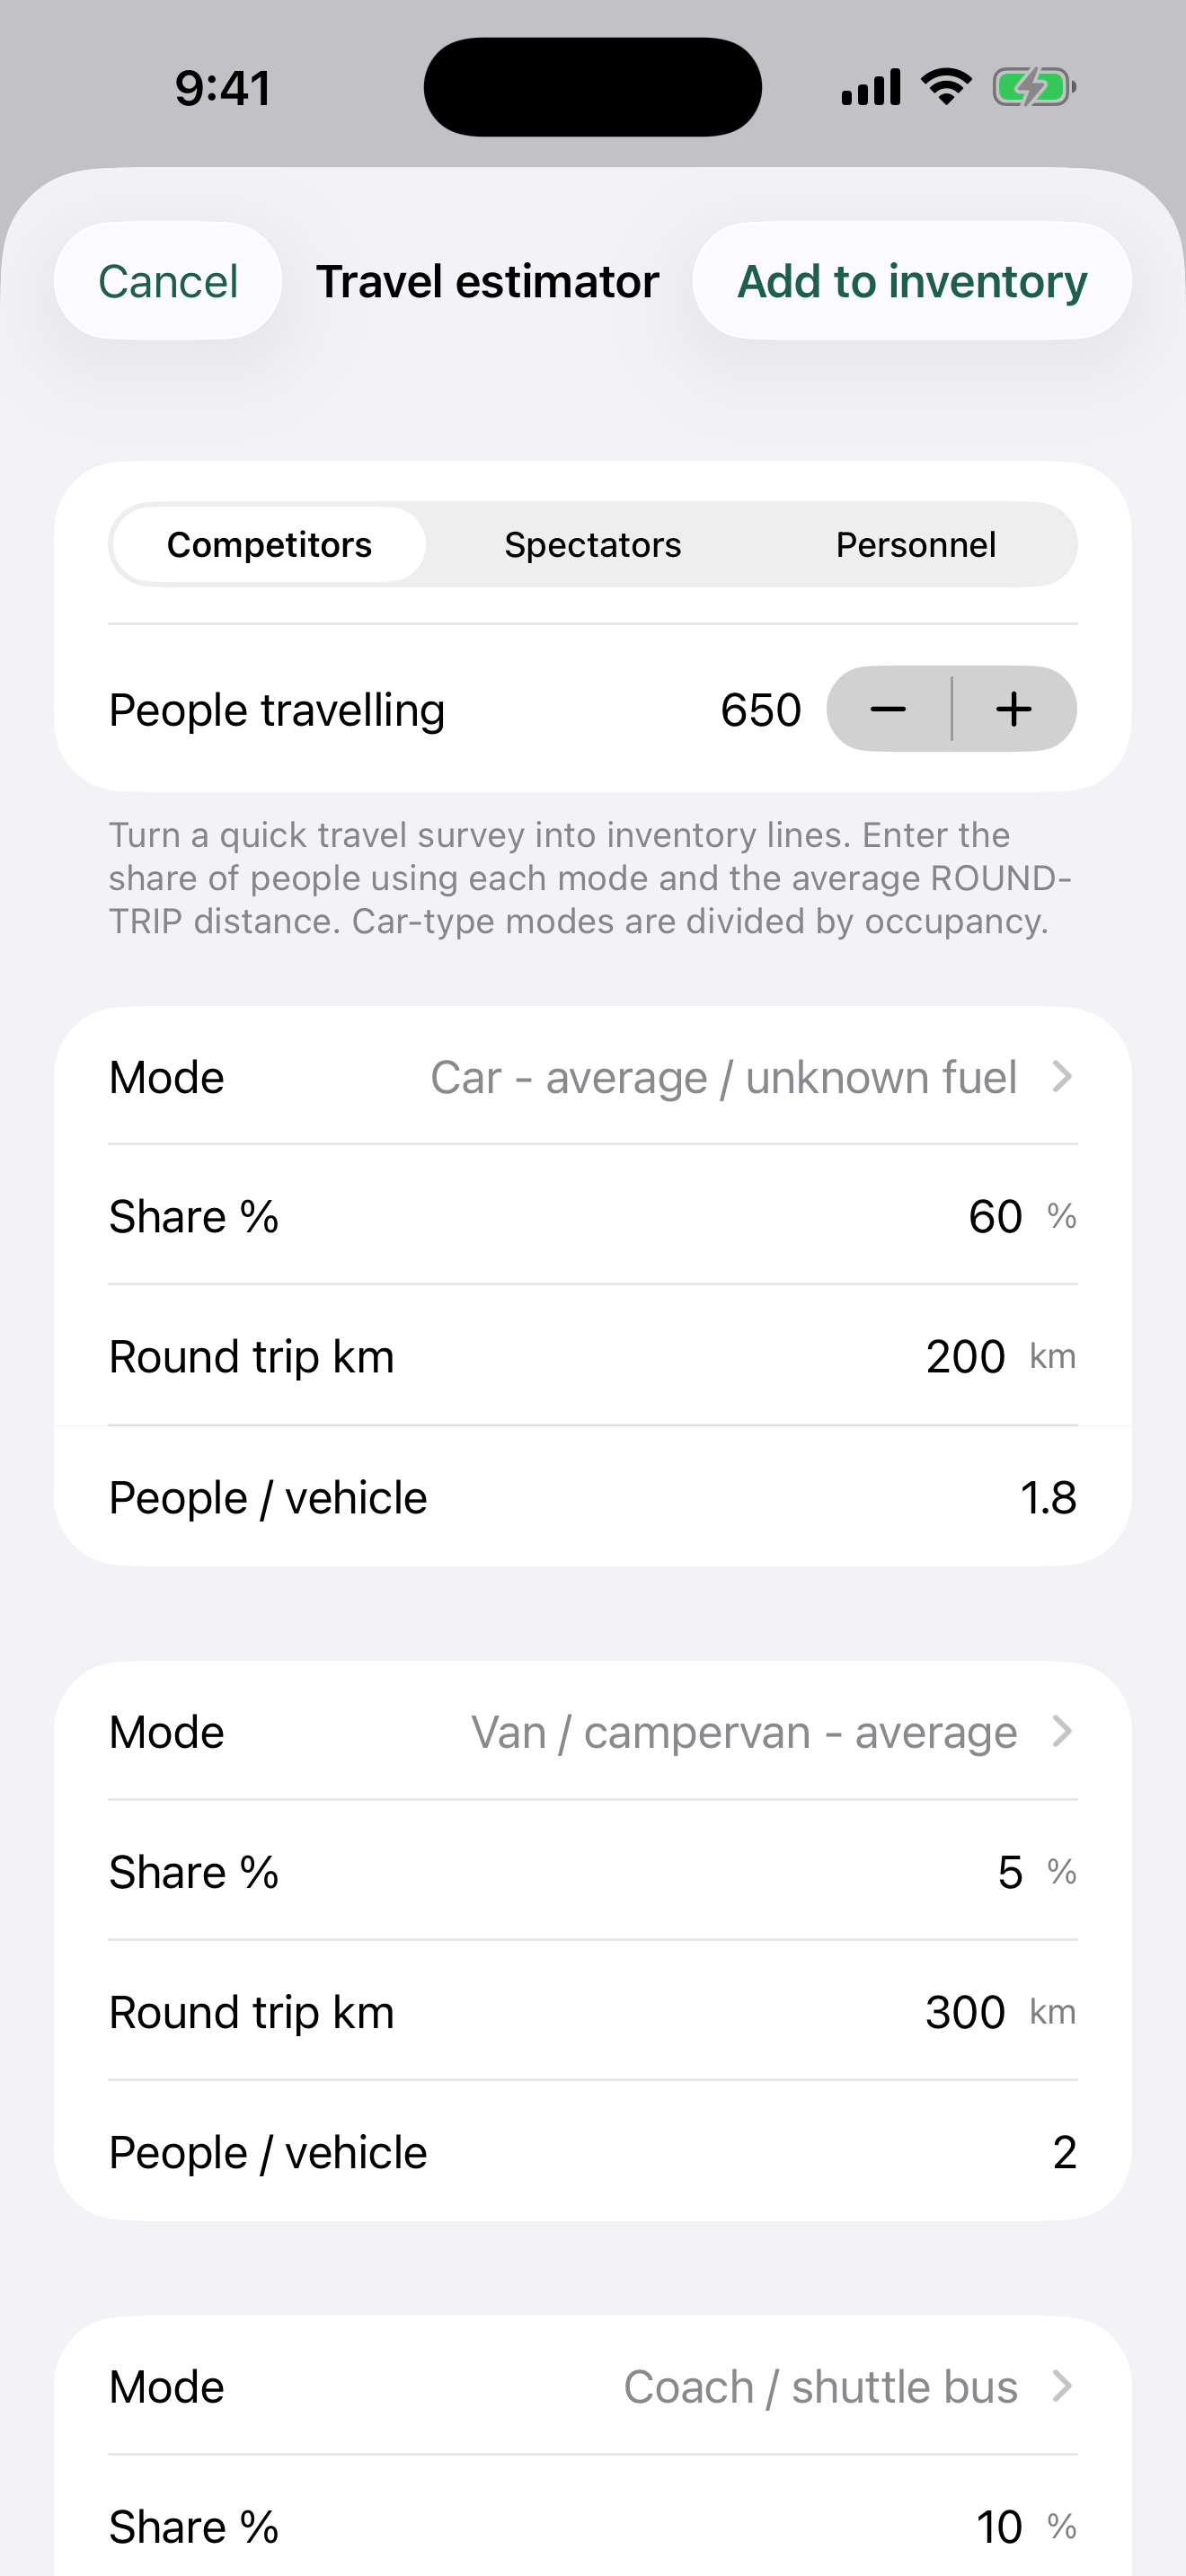 9:41
Cancel
Travel estimator
Add to inventory
Competitors
Spectators
Personnel
People travelling 650
Turn a quick travel survey into inventory lines. Enter the
share of people using each mode and the average ROUND-
TRIP distance. Car-type modes are divided by occupancy.
Mode Car - average / unknown fuel
Share % 60 %
Round trip km 200 km
People / vehicle 1.8
Mode Van / campervan - average
Share % 5 %
Round trip km 300 km
People / vehicle 2
Mode Coach / shuttle bus
Share % 10 %